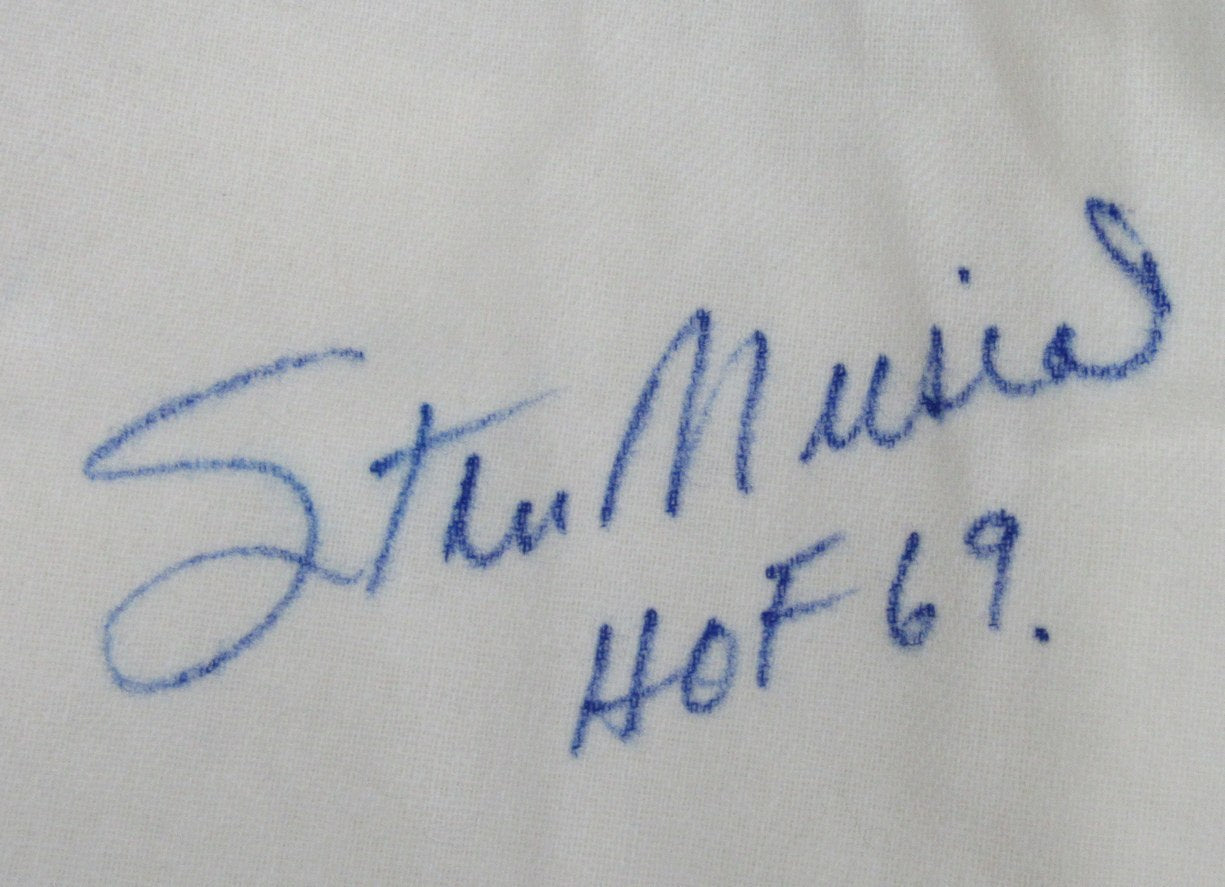 Stan Musial
HOF 69.